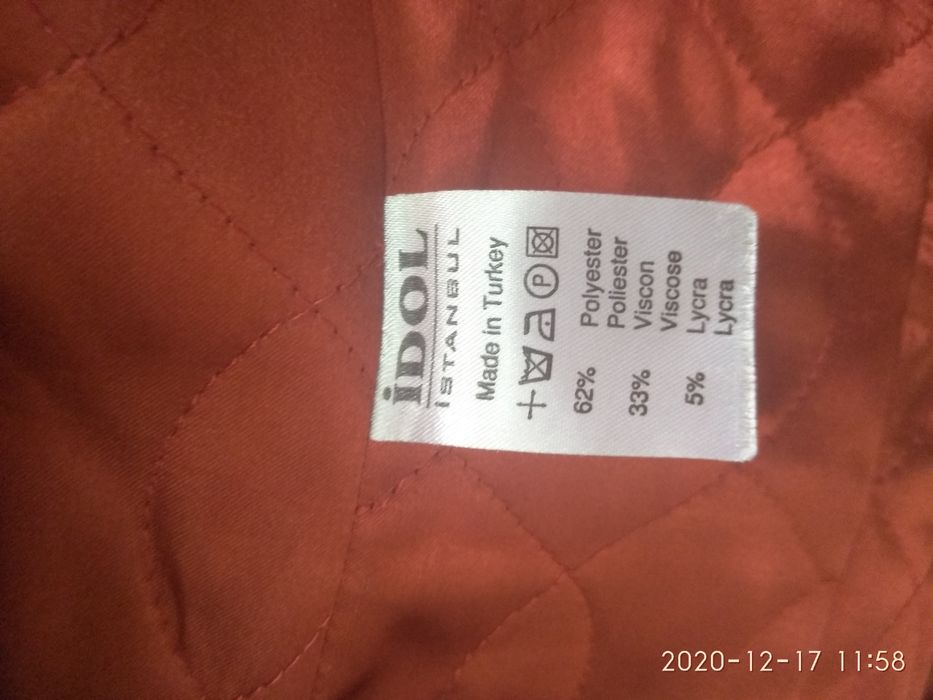 İDOL
İSTANBUL
Made in Turkey
P
62% Polyester
Poliester
33% Viscon
Viscose
5% Lycra
Lycra
2020-12-17 11:58